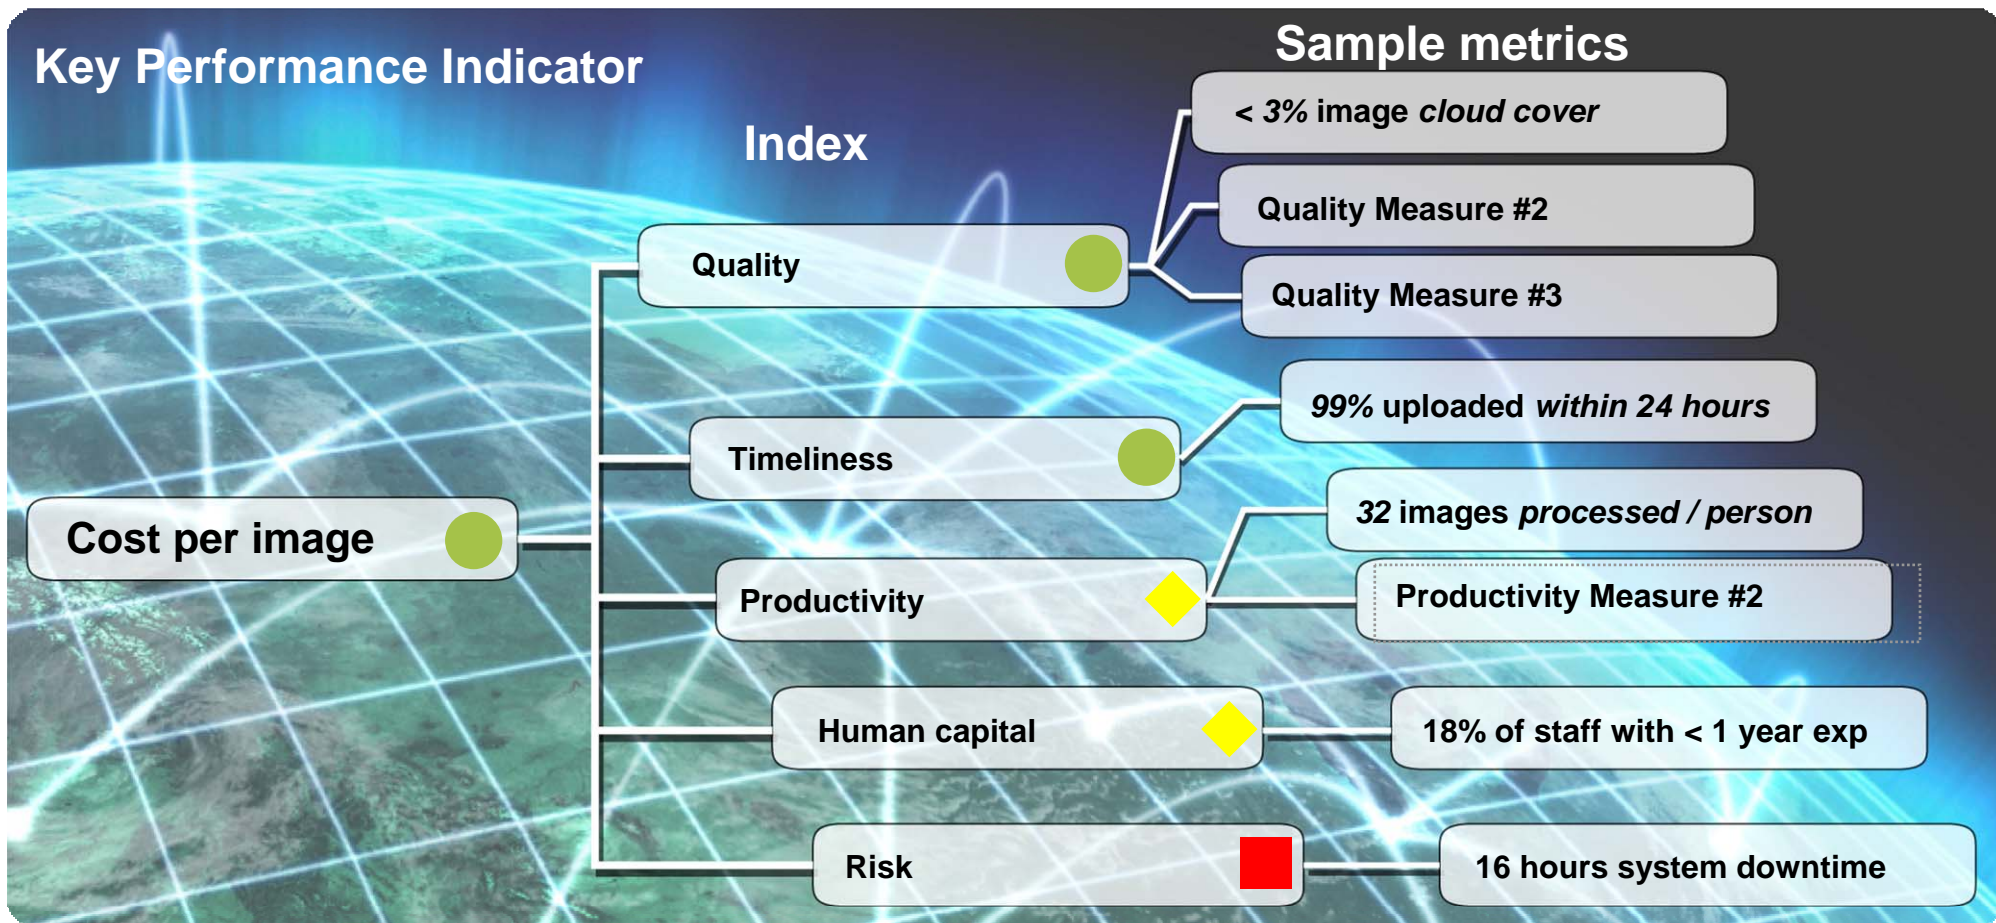 Key Performance Indicator
Sample metrics
Index
< 3% image cloud cover
Quality Measure #2
Quality
Quality Measure #3
99% uploaded within 24 hours
Timeliness
32 images processed / person
Cost per image
Productivity
Productivity Measure #2
Human capital
18% of staff with < 1 year exp
Risk
16 hours system downtime